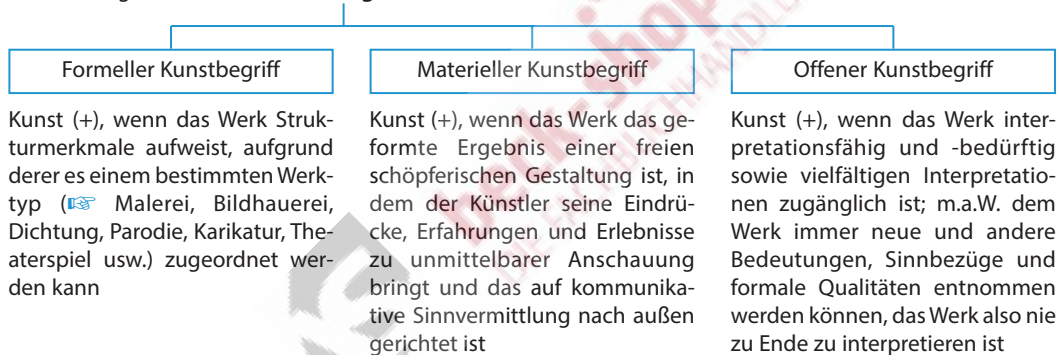 Formeller Kunstbegriff
Kunst (+), wenn das Werk Struk-
turmerkmale aufweist, aufgrund
derer es einem bestimmten Werk-
typ (☞ Malerei, Bildhauerei,
Dichtung, Parodie, Karikatur, The-
aterspiel usw.) zugeordnet wer-
den kann
Materieller Kunstbegriff
Kunst (+), wenn das Werk das ge-
formte Ergebnis einer freien
schöpferischen Gestaltung ist, in
dem der Künstler seine Eindrü-
cke, Erfahrungen und Erlebnisse
zu unmittelbarer Anschauung
bringt und das auf kommunika-
tive Sinnvermittlung nach außen
gerichtet ist
Offener Kunstbegriff
Kunst (+), wenn das Werk inter-
pretationsfähig und -bedürftig
sowie vielfältigen Interpretatio-
nen zugänglich ist; m.a.W. dem
Werk immer neue und andere
Bedeutungen, Sinnbezüge und
formale Qualitäten entnommen
werden können, das Werk also nie
zu Ende zu interpretieren ist
beck-shop